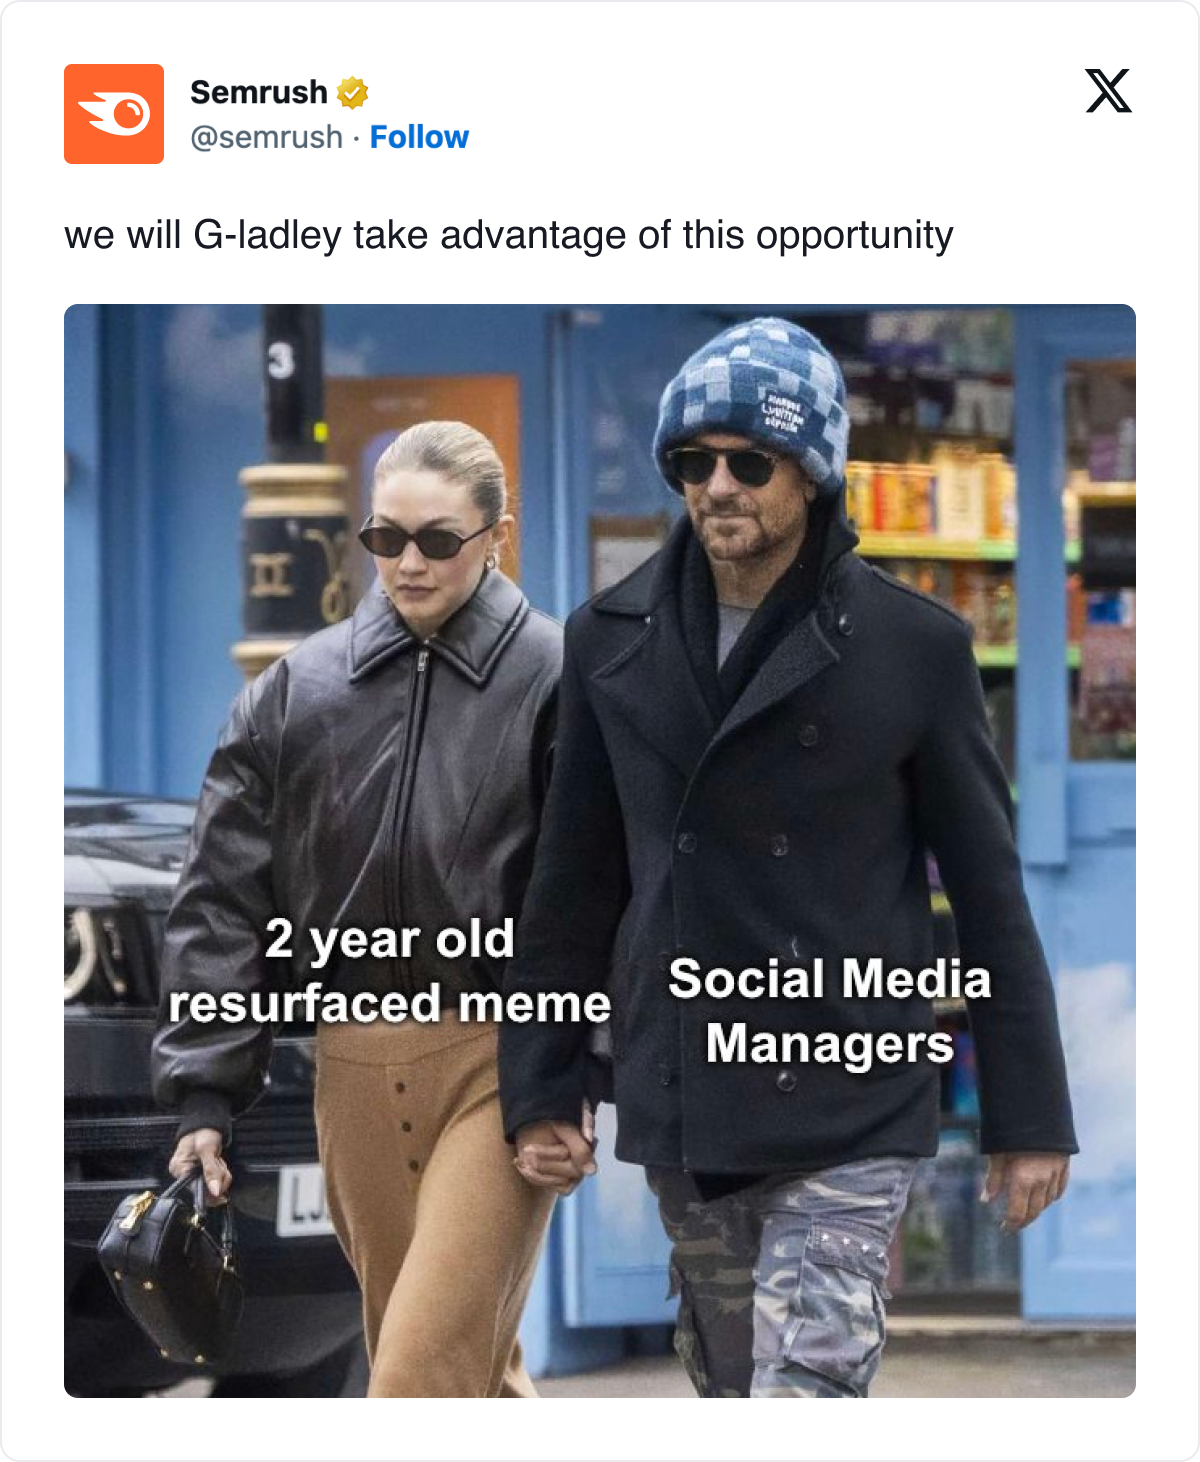 Semrush
@semrush · Follow
we will G-ladley take advantage of this opportunity
3
II
2 year old
resurfaced meme
Social Media
Managers